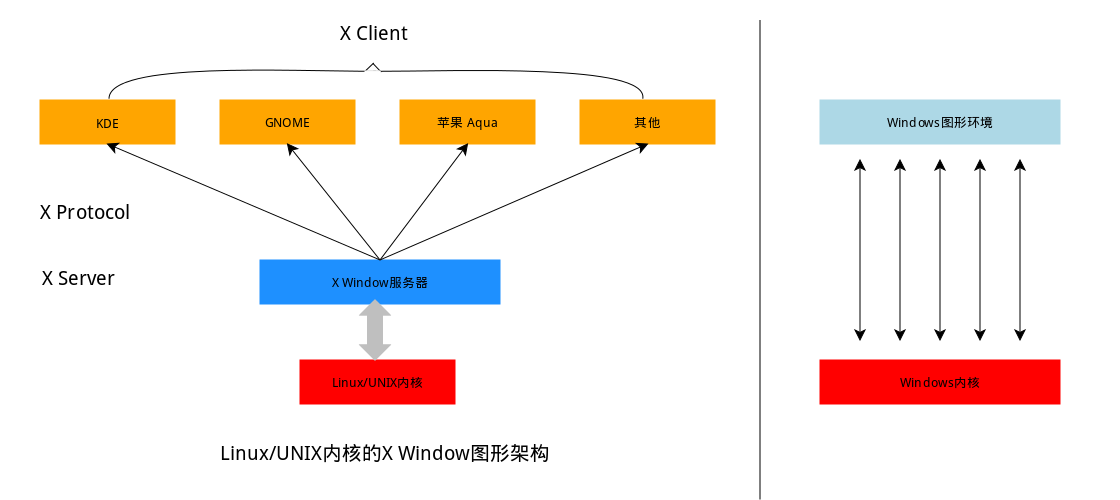 X Client
KDE
GNOME
苹果 Aqua
其他
X Protocol
X Server
X Window服务器
Linux/UNIX内核
Linux/UNIX内核的X Window图形架构
Windows图形环境
Windows内核